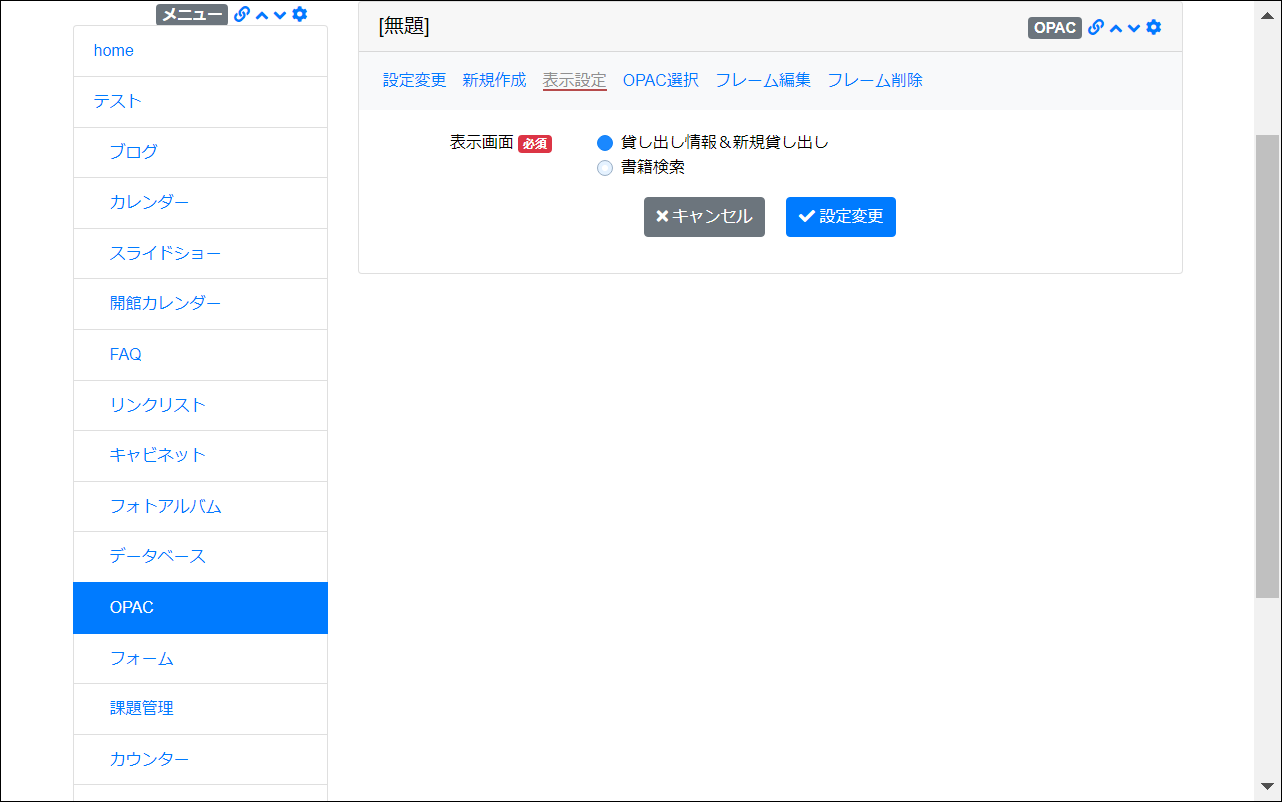 メニュー
home
テスト
ブログ
カレンダー
スライドショー
開館カレンダー
FAQ
リンクリスト
キャビネット
フォトアルバム
データベース
OPAC
フォーム
課題管理
カウンター
[無題] OPAC
設定変更 新規作成 表示設定 OPAC選択 フレーム編集 フレーム削除
表示画面 必須 貸し出し情報＆新規貸し出し
書籍検索
キャンセル 設定変更